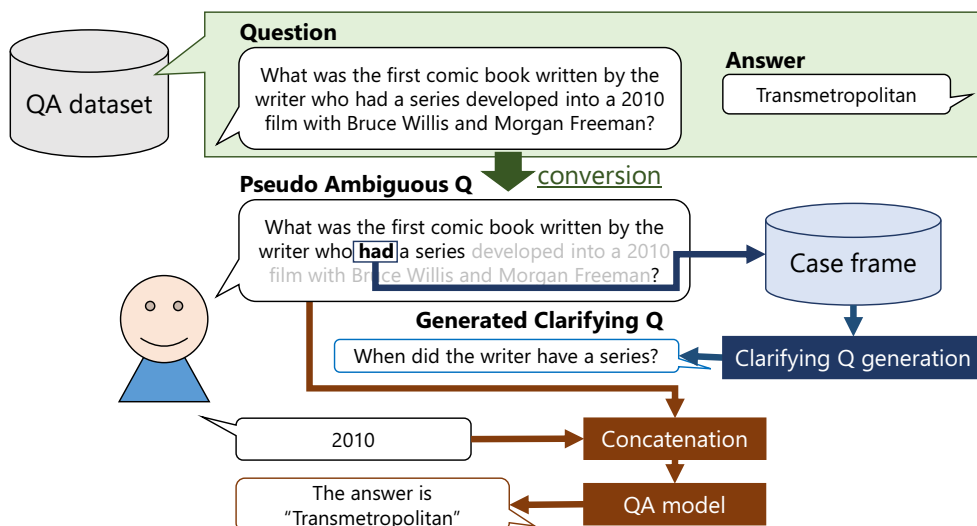 QA dataset
Question
What was the first comic book written by the
writer who had a series developed into a 2010
film with Bruce Willis and Morgan Freeman?
Answer
Transmetropolitan
conversion
Pseudo Ambiguous Q
What was the first comic book written by the
writer who had a series developed into a 2010
film with Bruce Willis and Morgan Freeman?
Case frame
Generated Clarifying Q
When did the writer have a series?
Clarifying Q generation
2010
Concatenation
The answer is
“Transmetropolitan”
QA model